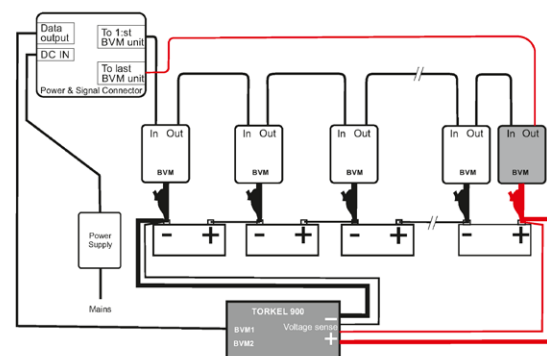 Data
output
DC IN
To 1:st
BVM unit
To last
BVM unit
Power & Signal Connector
In Out
BVM
In Out
BVM
In Out
BVM
In Out
BVM
In Out
BVM
- +
- +
- +
- +
Power
Supply
Mains
TORKEL 900
BVM1
BVM2
Voltage sense
-
+